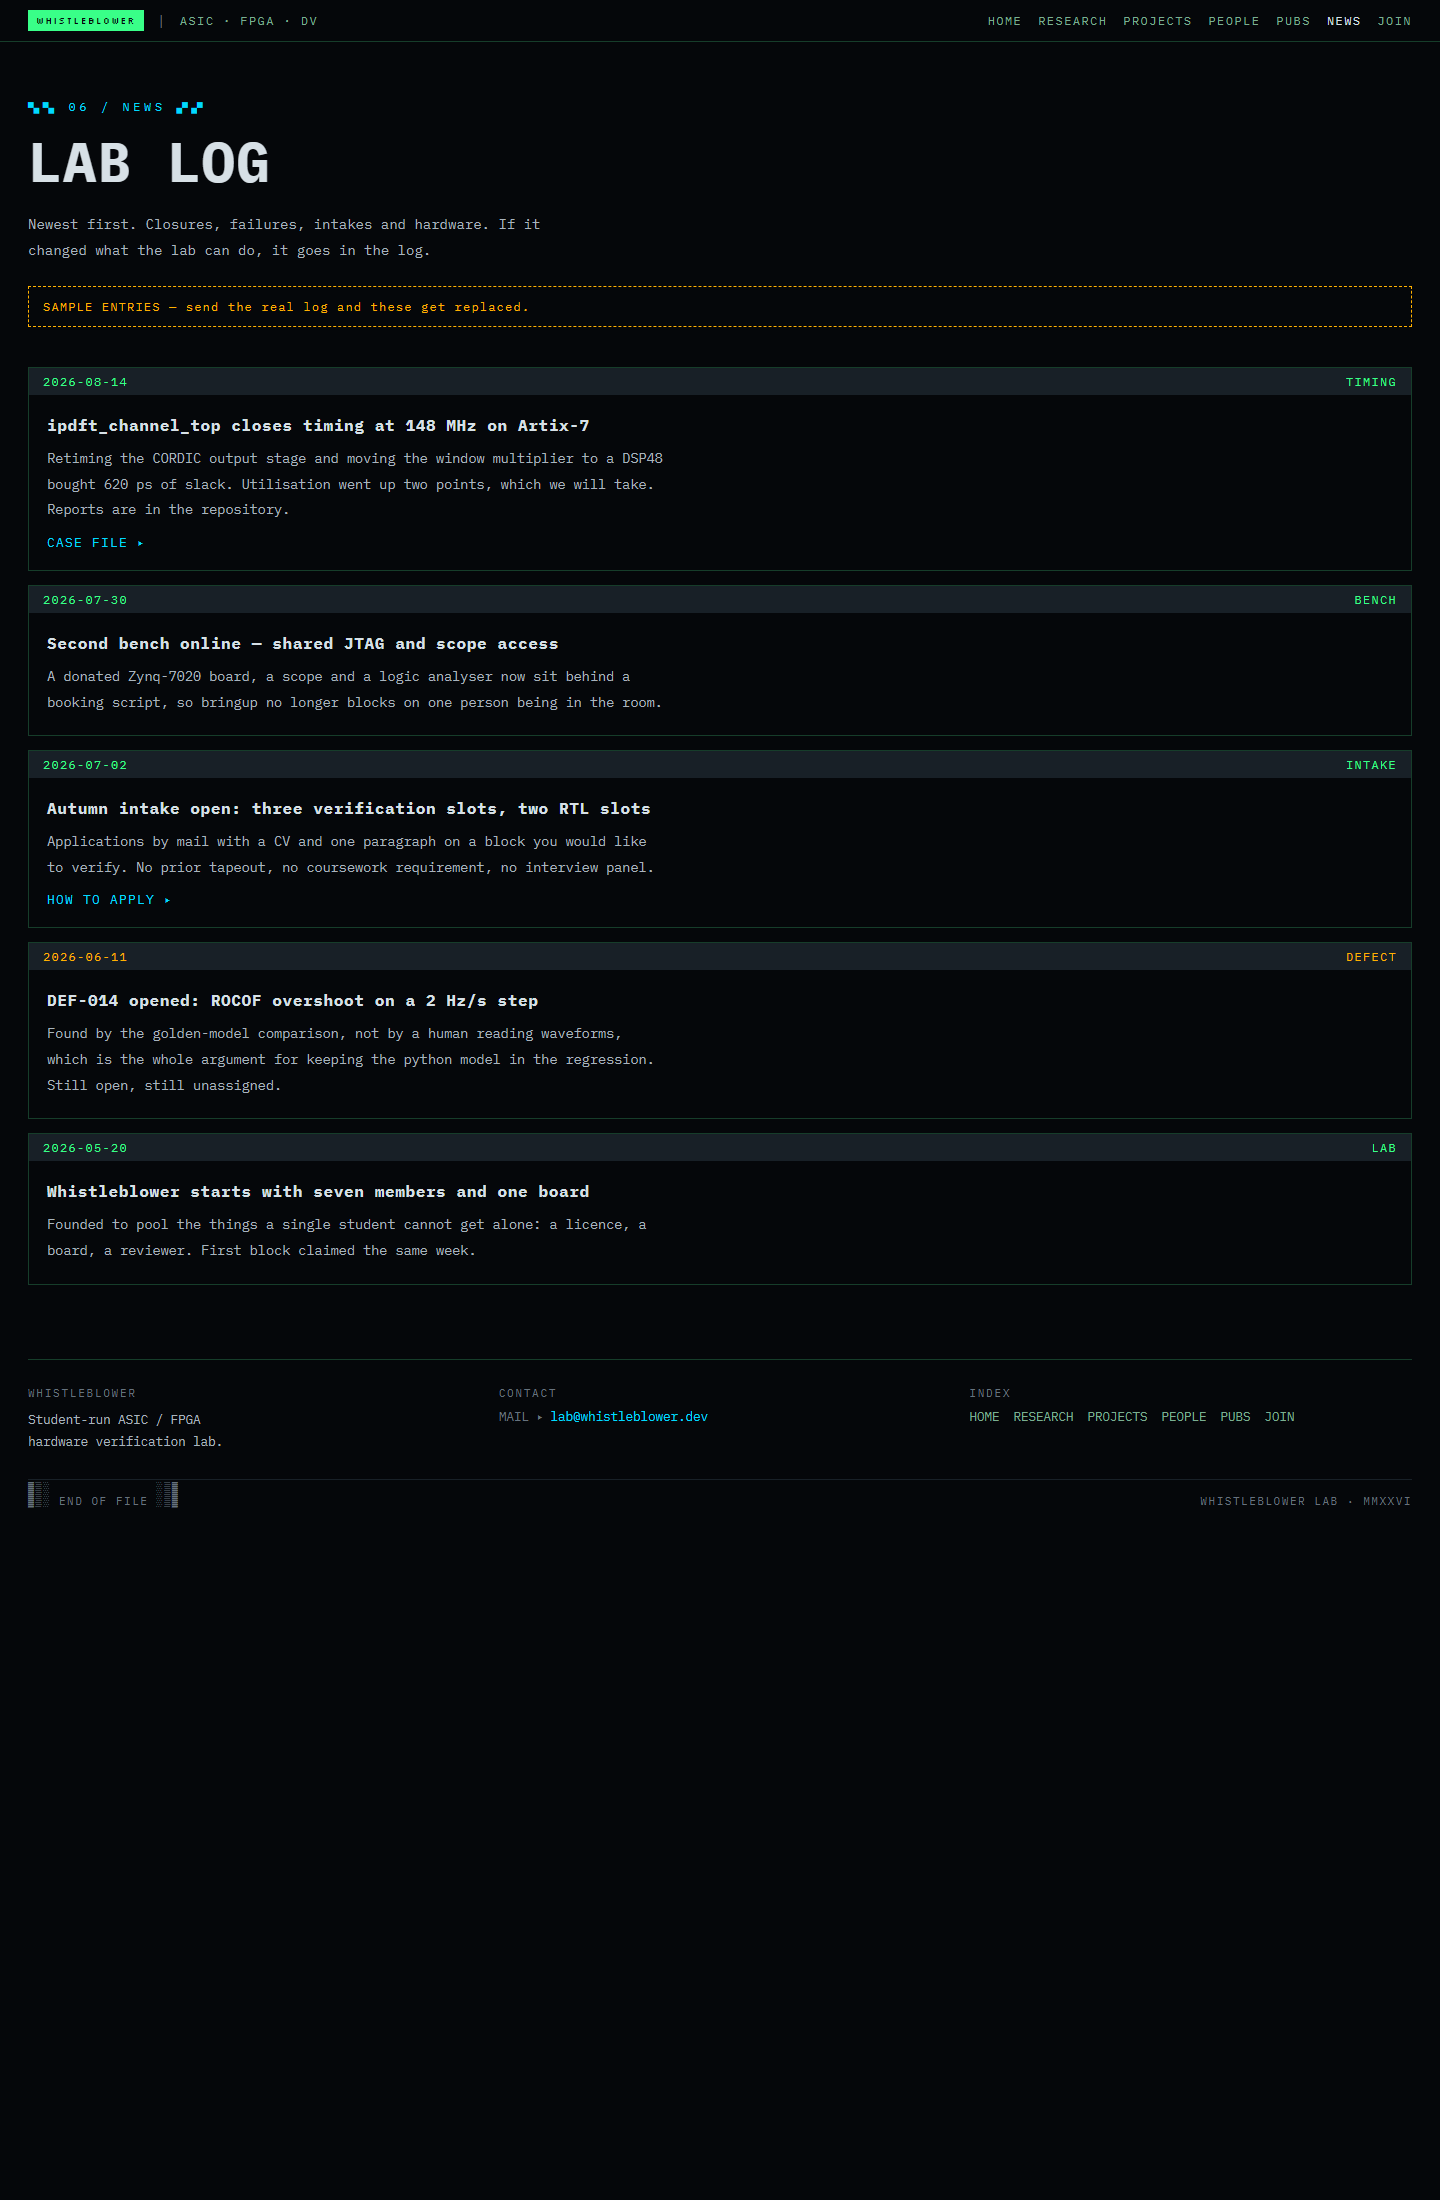 WHISTLEBLOWER | ASIC · FPGA · DV HOME RESEARCH PROJECTS PEOPLE PUBS NEWS JOIN
▚▚ 06 / NEWS ▞▞
LAB LOG
Newest first. Closures, failures, intakes and hardware. If it
changed what the lab can do, it goes in the log.
SAMPLE ENTRIES — send the real log and these get replaced.
2026-08-14 TIMING
ipdft_channel_top closes timing at 148 MHz on Artix-7
Retiming the CORDIC output stage and moving the window multiplier to a DSP48
bought 620 ps of slack. Utilisation went up two points, which we will take.
Reports are in the repository.
CASE FILE ▸
2026-07-30 BENCH
Second bench online — shared JTAG and scope access
A donated Zynq-7020 board, a scope and a logic analyser now sit behind a
booking script, so bringup no longer blocks on one person being in the room.
2026-07-02 INTAKE
Autumn intake open: three verification slots, two RTL slots
Applications by mail with a CV and one paragraph on a block you would like
to verify. No prior tapeout, no coursework requirement, no interview panel.
HOW TO APPLY ▸
2026-06-11 DEFECT
DEF-014 opened: ROCOF overshoot on a 2 Hz/s step
Found by the golden-model comparison, not by a human reading waveforms,
which is the whole argument for keeping the python model in the regression.
Still open, still unassigned.
2026-05-20 LAB
Whistleblower starts with seven members and one board
Founded to pool the things a single student cannot get alone: a licence, a
board, a reviewer. First block claimed the same week.
WHISTLEBLOWER
Student-run ASIC / FPGA
hardware verification lab.
CONTACT
MAIL ▸ lab@whistleblower.dev
INDEX
HOME RESEARCH PROJECTS PEOPLE PUBS JOIN
▓▒░ END OF FILE ░▒▓ WHISTLEBLOWER LAB · MMXXVI